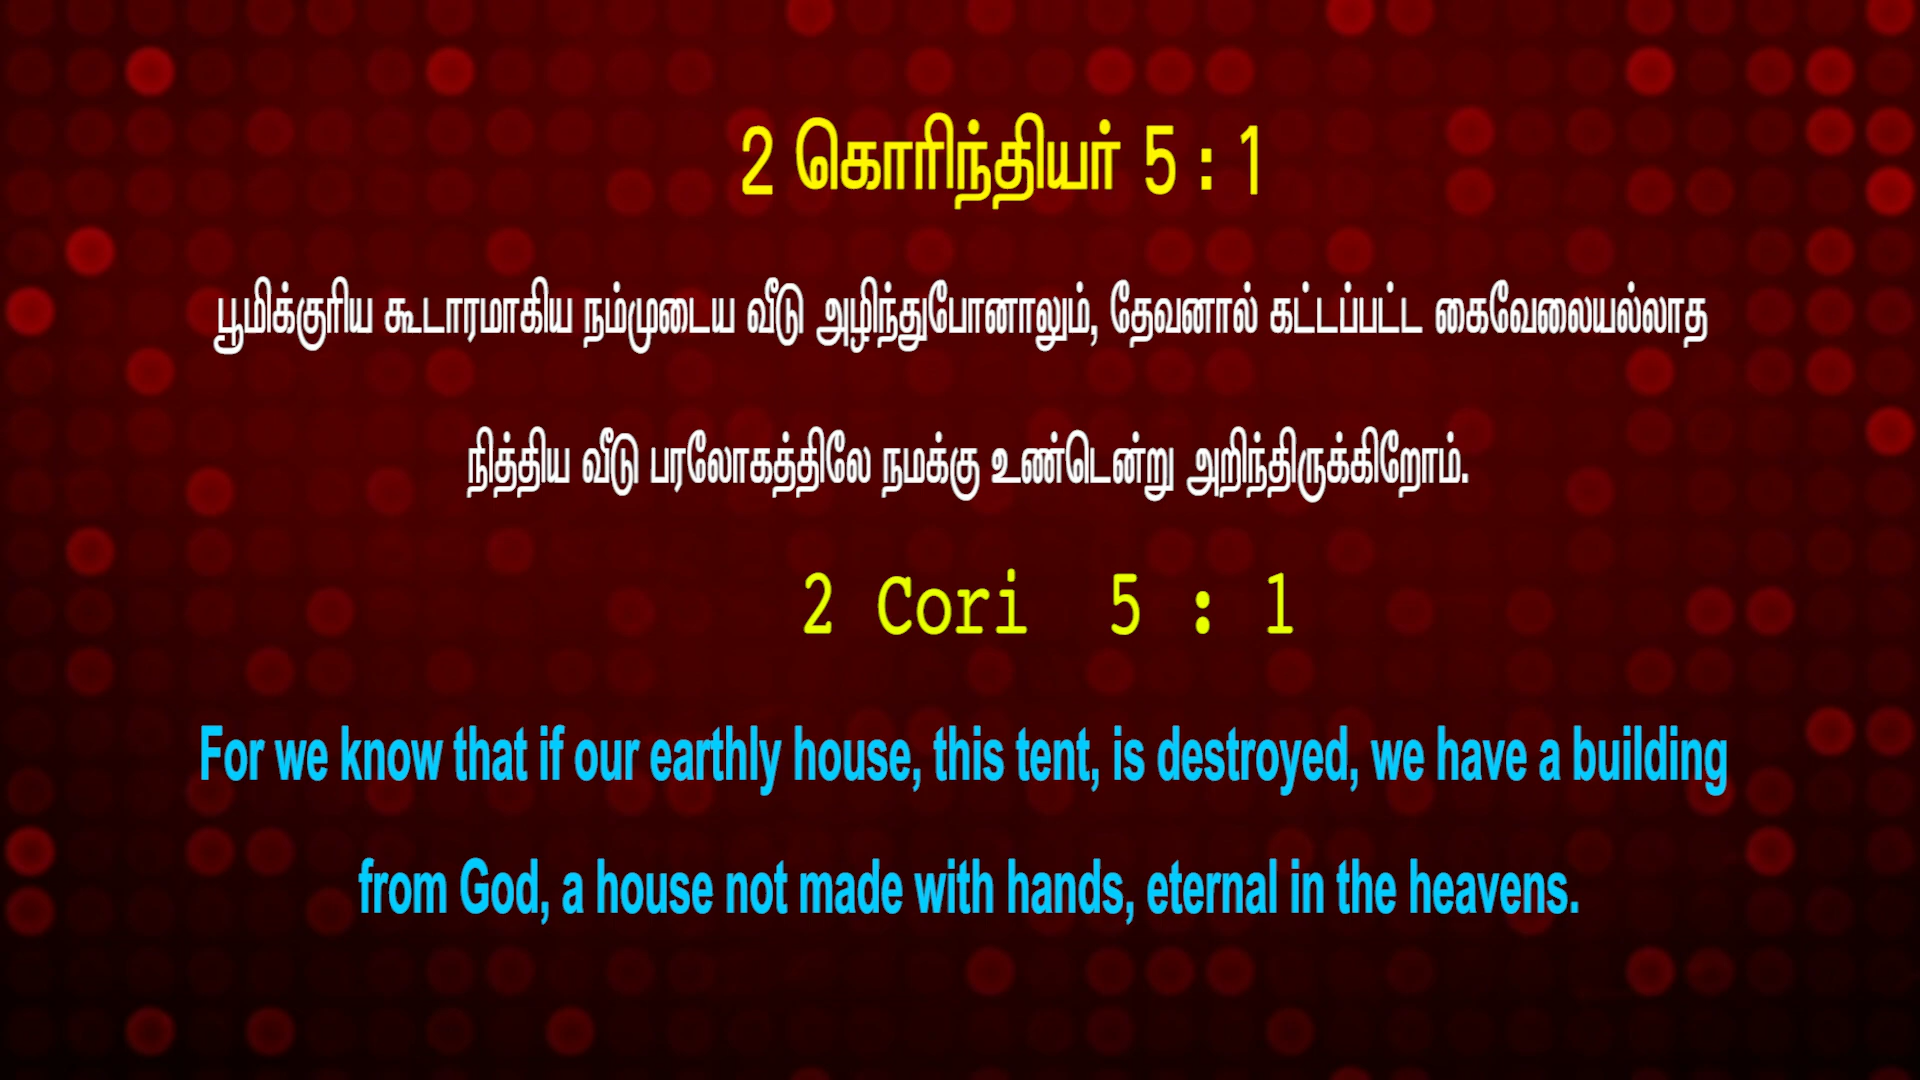 2 கொரிந்தியர் 5 : 1
பூமிக்குரிய கூடாரமாகிய நம்முடைய வீடு அழிந்துபோனாலும், தேவனால் கட்டப்பட்ட கைவேலையல்லாத
நித்திய வீடு பரலோகத்திலே நமக்கு உண்டென்று அறிந்திருக்கிறோம்.
2 Cori 5 : 1
For we know that if our earthly house, this tent, is destroyed, we have a building
from God, a house not made with hands, eternal in the heavens.